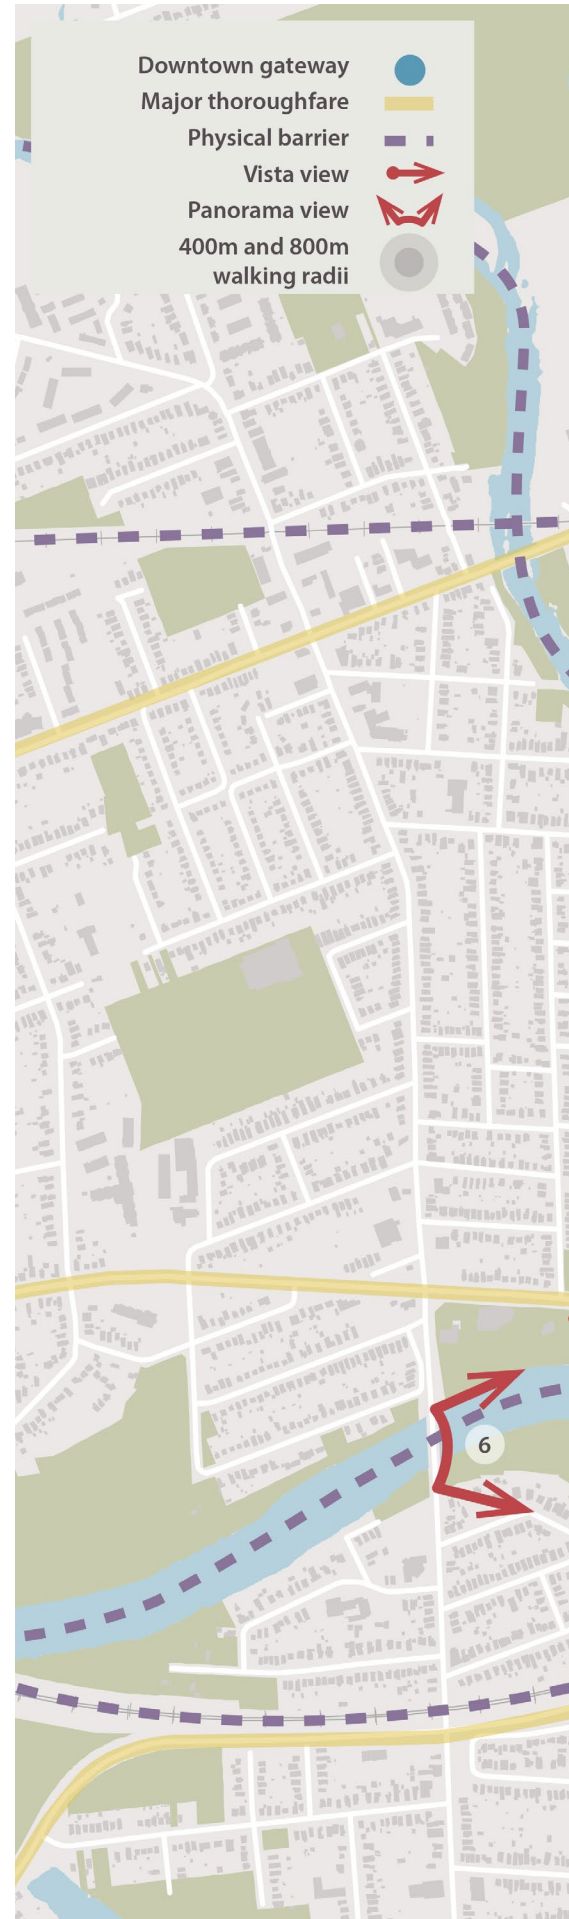 Downtown gateway
Major thoroughfare
Physical barrier
Vista view
Panorama view
400m and 800m
walking radii
6